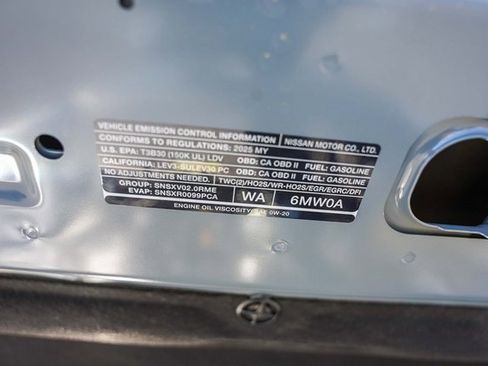 VEHICLE EMISSION CONTROL INFORMATION NISSAN MOTOR CO., LTD.
CONFORMS TO REGULATIONS: 2025 MY
U.S. EPA: T3B30 (150K UL) LDV OBD: CA OBD II FUEL: GASOLINE
CALIFORNIA: LEV3-SULEV30 PC OBD: CA OBD II FUEL: GASOLINE
NO ADJUSTMENTS NEEDED. TWC(2)/HO2S/WR-HO2S/EGR/EGRC/DFI
GROUP: SNSXV02.0RME WA 6MW0A
EVAP: SNSXR0099PCA
ENGINE OIL VISCOSITY: SAE 0W-20